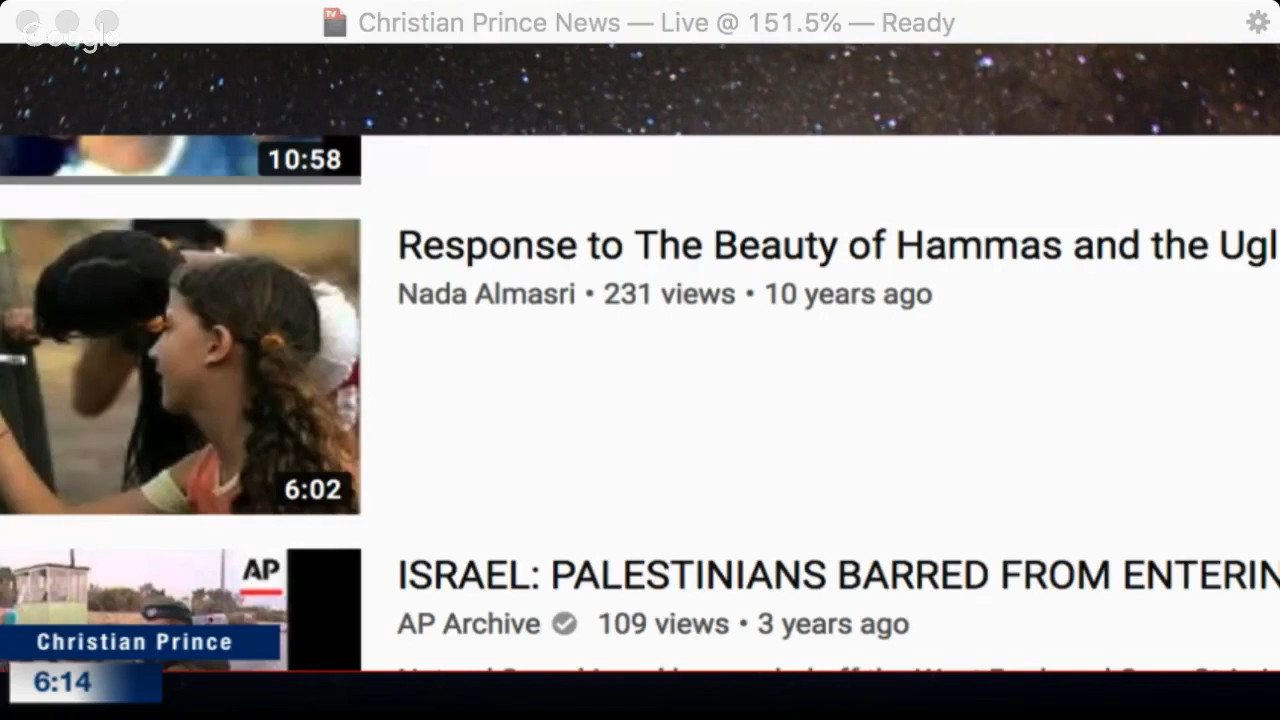 Christian Prince News — Live @ 151.5% — Ready
Google
10:58
Response to The Beauty of Hammas and the Ugl
Nada Almasri • 231 views • 10 years ago
6:02
AP
ISRAEL: PALESTINIANS BARRED FROM ENTERIN
AP Archive 109 views • 3 years ago
Christian Prince
6:14